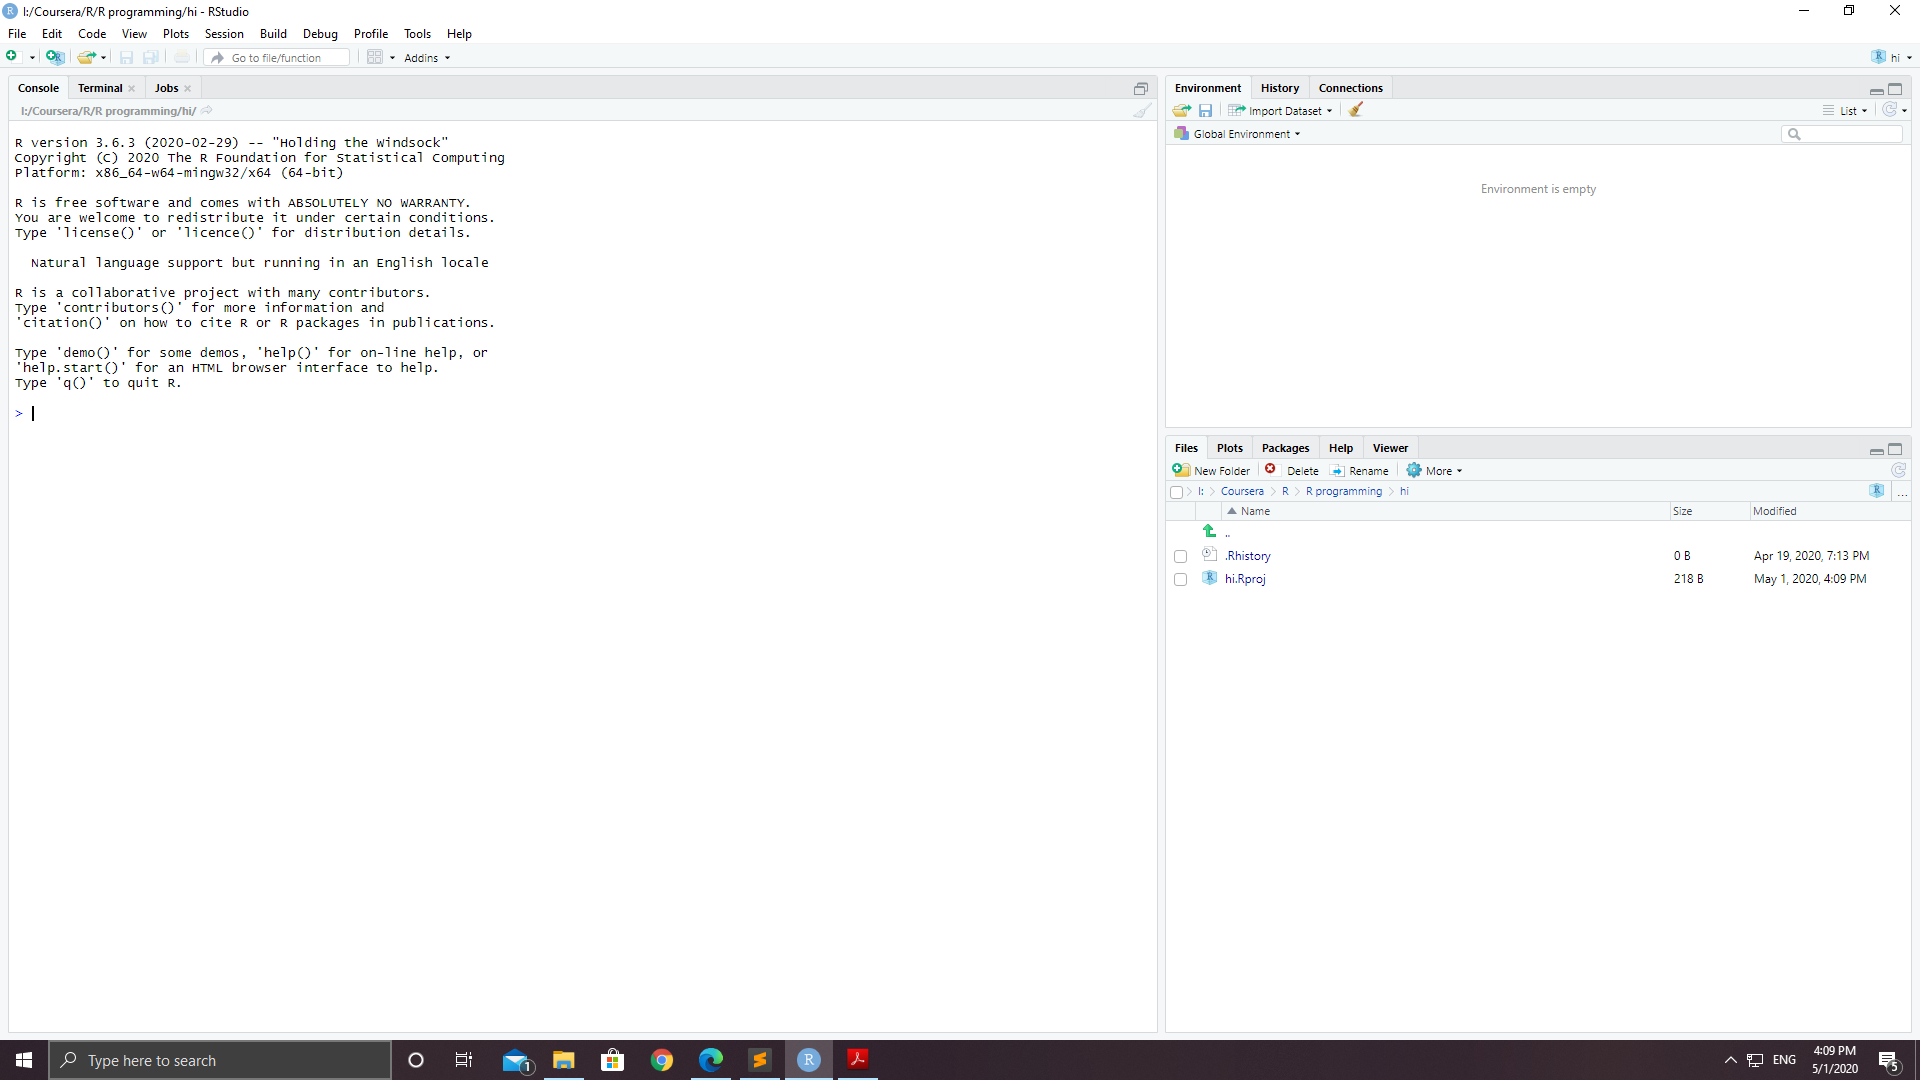 I:/Coursera/R/R programming/hi - RStudio
File Edit Code View Plots Session Build Debug Profile Tools Help
Go to file/function Addins hi
Console Terminal Jobs
I:/Coursera/R/R programming/hi/
R version 3.6.3 (2020-02-29) -- "Holding the Windsock"
Copyright (C) 2020 The R Foundation for Statistical Computing
Platform: x86_64-w64-mingw32/x64 (64-bit)
R is free software and comes with ABSOLUTELY NO WARRANTY.
You are welcome to redistribute it under certain conditions.
Type 'license()' or 'licence()' for distribution details.
Natural language support but running in an English locale
R is a collaborative project with many contributors.
Type 'contributors()' for more information and
'citation()' on how to cite R or R packages in publications.
Type 'demo()' for some demos, 'help()' for on-line help, or
'help.start()' for an HTML browser interface to help.
Type 'q()' to quit R.
>
Environment History Connections
Import Dataset List
Global Environment
Environment is empty
Files Plots Packages Help Viewer
New Folder Delete Rename More
I: Coursera R R programming hi ...
Name Size Modified
..
.Rhistory 0 B Apr 19, 2020, 7:13 PM
hi.Rproj 218 B May 1, 2020, 4:09 PM
Type here to search 1 R ENG 4:09 PM 5
5/1/2020